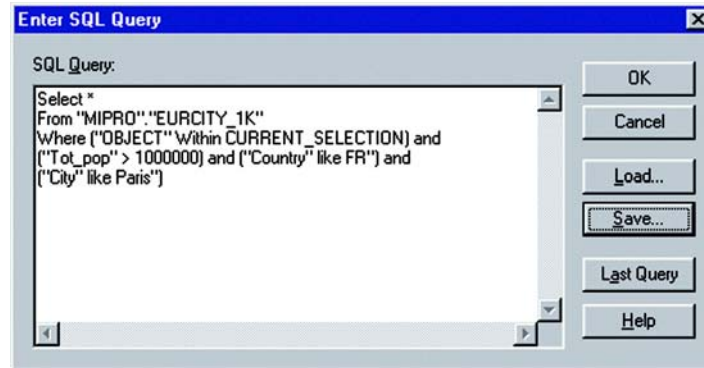 Enter SQL Query
SQL Query:
Select *
From "MIPRO"."EURCITY_1K"
Where ("OBJECT" Within CURRENT_SELECTION) and
("Tot_pop" > 1000000) and ("Country" like FR") and
("City" like Paris")
OK
Cancel
Load...
Save...
Last Query
Help